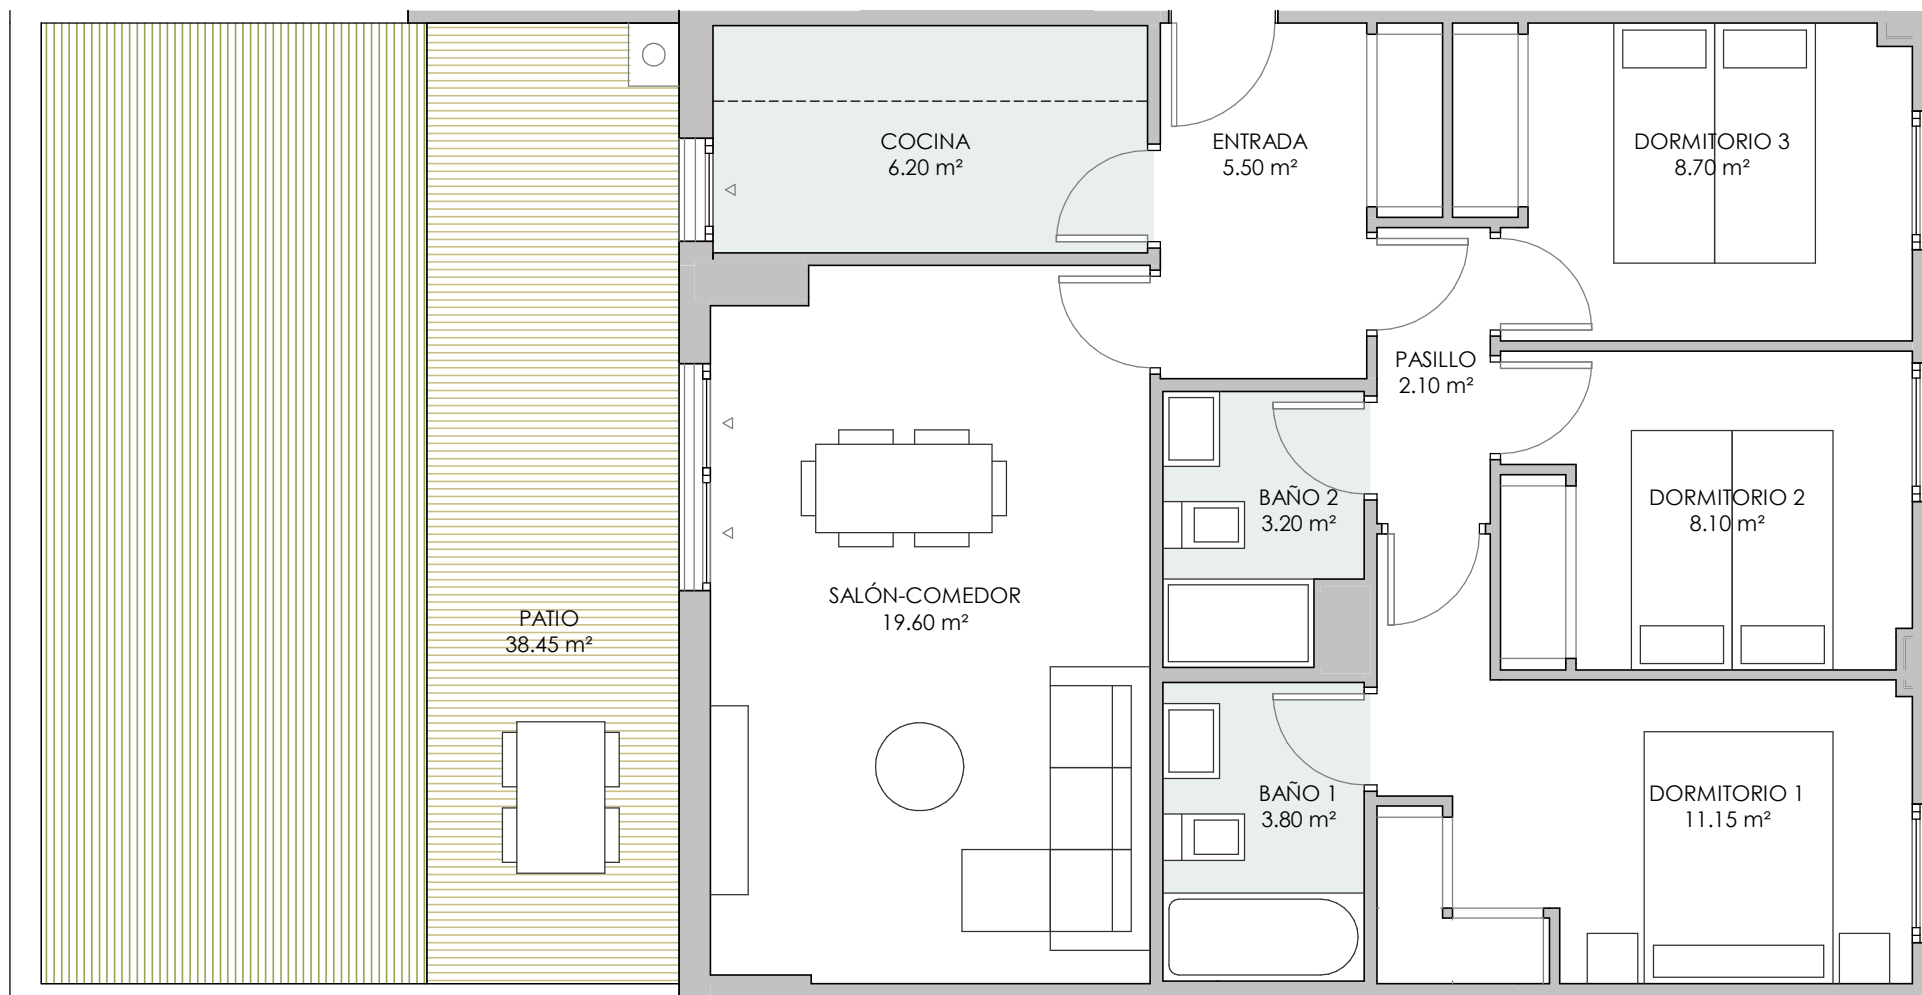 COCINA
6.20 m²
ENTRADA
5.50 m²
DORMITORIO 3
8.70 m²
PASILLO
2.10 m²
BAÑO 2
3.20 m²
DORMITORIO 2
8.10 m²
SALÓN-COMEDOR
19.60 m²
PATIO
38.45 m²
BAÑO 1
3.80 m²
DORMITORIO 1
11.15 m²